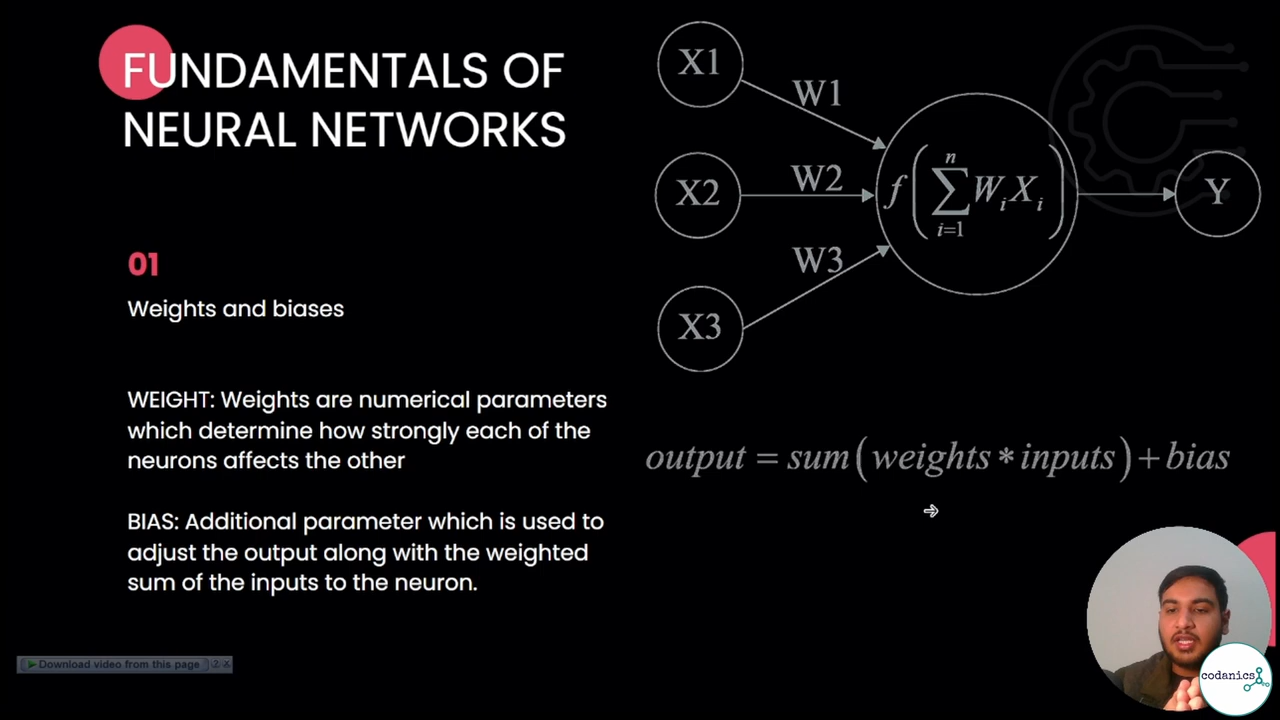 FUNDAMENTALS OF
NEURAL NETWORKS
01
Weights and biases
WEIGHT: Weights are numerical parameters
which determine how strongly each of the
neurons affects the other
BIAS: Additional parameter which is used to
adjust the output along with the weighted
sum of the inputs to the neuron.
X1
W1
X2
W2
X3
W3
f(∑ i=1 n W_i X_i)
Y
output = sum(weights * inputs) + bias
Download video from this page
codanics